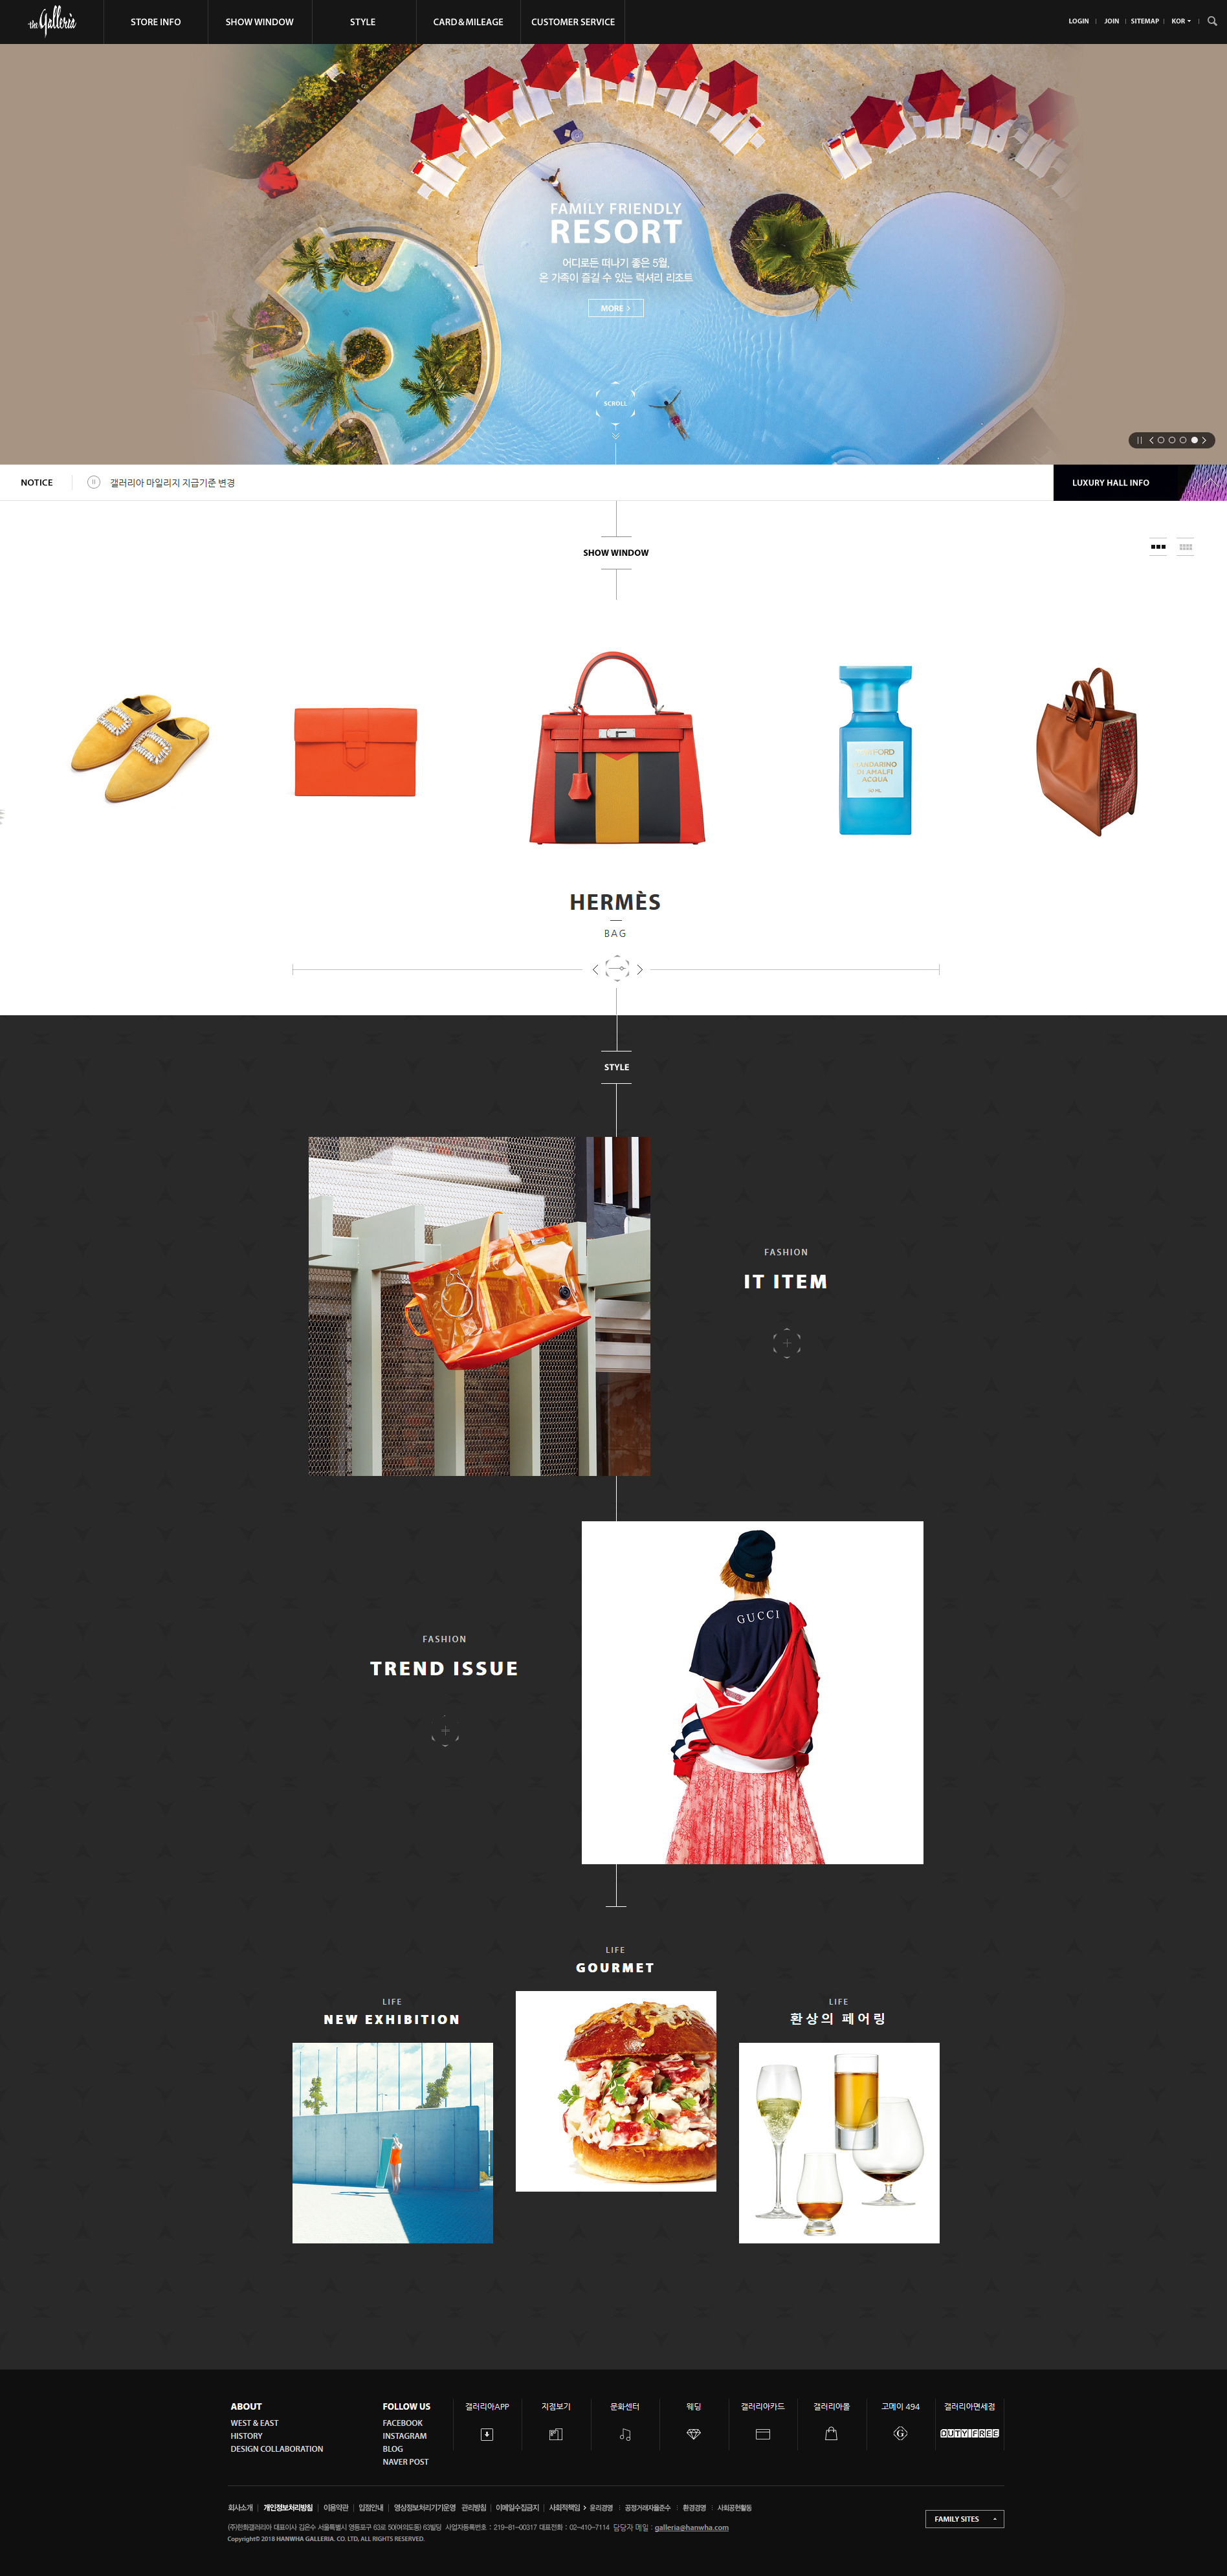 the Galleria
STORE INFO
SHOW WINDOW
STYLE
CARD & MILEAGE
CUSTOMER SERVICE
LOGIN
JOIN
SITEMAP
KOR
FAMILY FRIENDLY
RESORT
어디로든 떠나기 좋은 5월,
온 가족이 즐길 수 있는 럭셔리 리조트
MORE
SCROLL
NOTICE
갤러리아 마일리지 지급기준 변경
LUXURY HALL INFO
SHOW WINDOW
FORD
MANDARINO
DI AMALFI
ACQUA
50 ML
HERMÈS
BAG
STYLE
FASHION
IT ITEM
GUCCI
FASHION
TREND ISSUE
LIFE
GOURMET
LIFE
NEW EXHIBITION
LIFE
환상의 페어링
ABOUT
WEST & EAST
HISTORY
DESIGN COLLABORATION
FOLLOW US
FACEBOOK
INSTAGRAM
BLOG
NAVER POST
갤러리아APP
지점보기
문화센터
웨딩
갤러리아카드
갤러리아몰
고메이 494
G
갤러리아면세점
DUTY FREE
회사소개 | 개인정보처리방침 | 이용약관 | 입점안내 | 영상정보처리기기운영 관리방침 | 이메일수집금지 | 사회적책임 > 윤리경영 | 공정거래자율준수 | 환경경영 | 사회공헌활동
(주)한화갤러리아 대표이사 김은수 서울특별시 영등포구 63로 50(여의도동) 63빌딩 사업자등록번호 : 219-81-00317 대표전화 : 02-410-7114 담당자 메일 : galleria@hanwha.com
Copyright© 2018 HANWHA GALLERIA. CO. LTD, ALL RIGHTS RESERVED.
FAMILY SITES